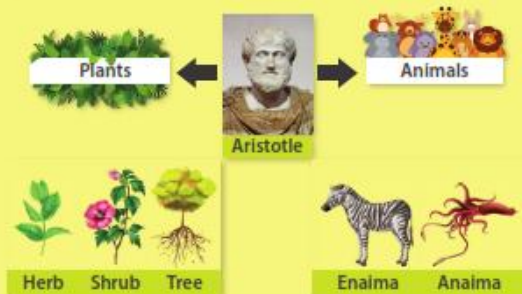 Plants
Animals
Aristotle
Herb Shrub Tree
Enaima Anaima